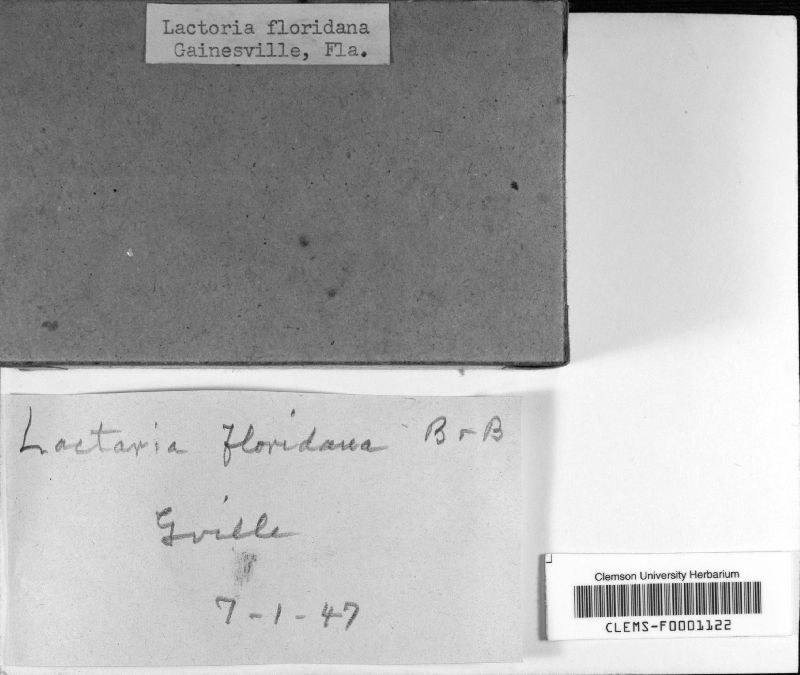 Lactoria floridana
Gainesville, Fla.
Lactaria floridana B & B
Gville
7-1-47
Clemson University Herbarium
CLEMS-F0001122